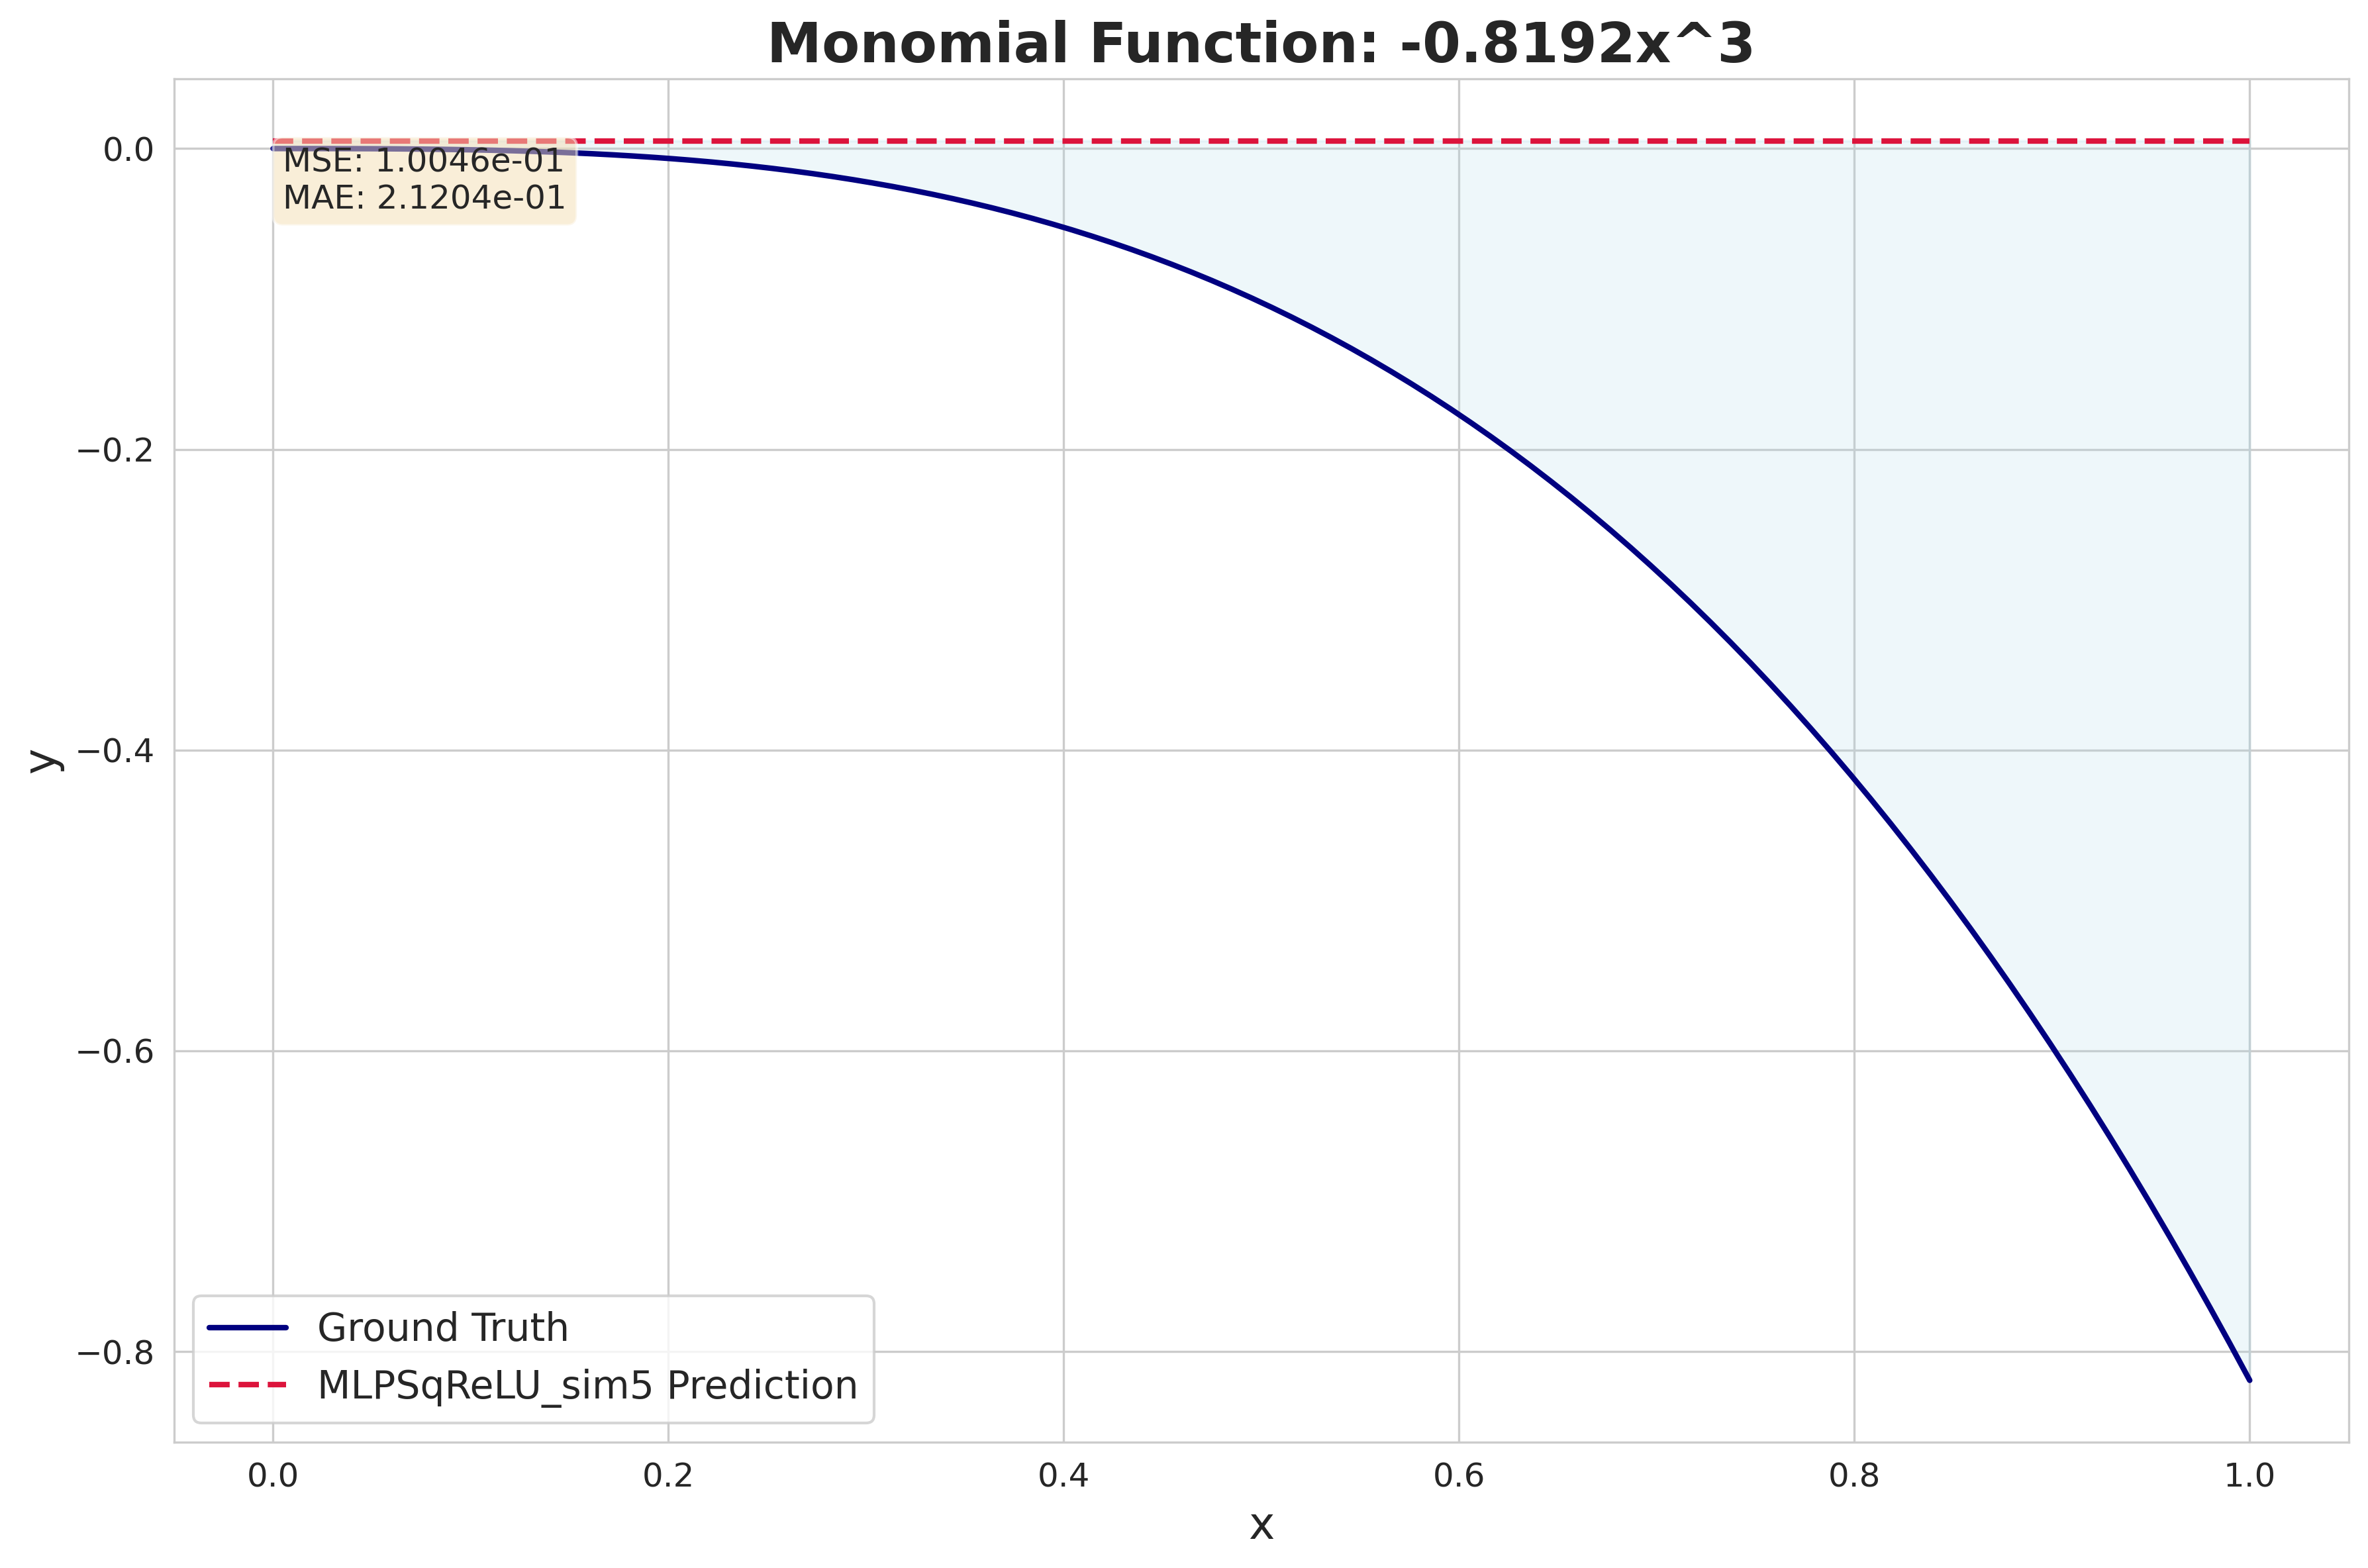 Monomial Function: -0.8192x^3
0.0
−0.2
−0.4
−0.6
−0.8
y
MSE: 1.0046e-01
MAE: 2.1204e-01
Ground Truth
MLPSqReLU_sim5 Prediction
0.0
0.2
0.4
0.6
0.8
1.0
x